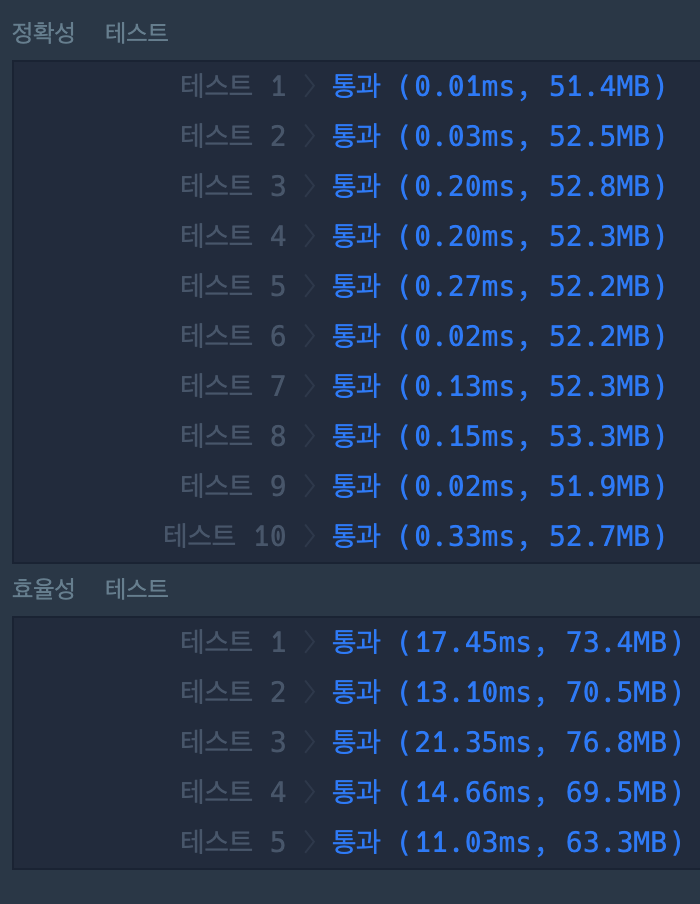 정확성 테스트
테스트 1 〉 통과 (0.01ms, 51.4MB)
테스트 2 〉 통과 (0.03ms, 52.5MB)
테스트 3 〉 통과 (0.20ms, 52.8MB)
테스트 4 〉 통과 (0.20ms, 52.3MB)
테스트 5 〉 통과 (0.27ms, 52.2MB)
테스트 6 〉 통과 (0.02ms, 52.2MB)
테스트 7 〉 통과 (0.13ms, 52.3MB)
테스트 8 〉 통과 (0.15ms, 53.3MB)
테스트 9 〉 통과 (0.02ms, 51.9MB)
테스트 10 〉 통과 (0.33ms, 52.7MB)
효율성 테스트
테스트 1 〉 통과 (17.45ms, 73.4MB)
테스트 2 〉 통과 (13.10ms, 70.5MB)
테스트 3 〉 통과 (21.35ms, 76.8MB)
테스트 4 〉 통과 (14.66ms, 69.5MB)
테스트 5 〉 통과 (11.03ms, 63.3MB)